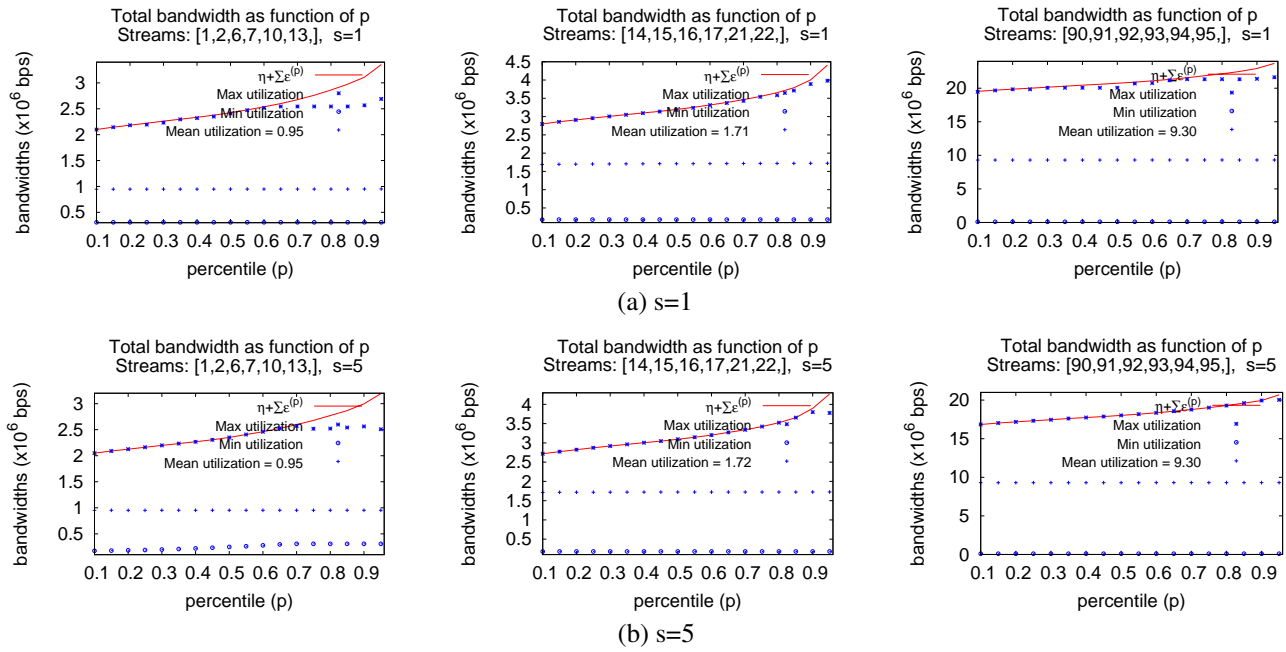 Total bandwidth as function of p
Streams: [1,2,6,7,10,13,], s=1
bandwidths (x10^6 bps)
3
2.5
2
1.5
1
0.5
η+Σε^(p)
Max utilization
Min utilization
Mean utilization = 0.95
0.1 0.2 0.3 0.4 0.5 0.6 0.7 0.8 0.9
percentile (p)
Total bandwidth as function of p
Streams: [14,15,16,17,21,22,], s=1
bandwidths (x10^6 bps)
4.5
4
3.5
3
2.5
2
1.5
1
0.5
η+Σε^(p)
Max utilization
Min utilization
Mean utilization = 1.71
0.1 0.2 0.3 0.4 0.5 0.6 0.7 0.8 0.9
percentile (p)
Total bandwidth as function of p
Streams: [90,91,92,93,94,95,], s=1
bandwidths (x10^6 bps)
20
15
10
5
0
η+Σε^(p)
Max utilization
Min utilization
Mean utilization = 9.30
0.1 0.2 0.3 0.4 0.5 0.6 0.7 0.8 0.9
percentile (p)
(a) s=1
Total bandwidth as function of p
Streams: [1,2,6,7,10,13,], s=5
bandwidths (x10^6 bps)
3
2.5
2
1.5
1
0.5
η+Σε^(p)
Max utilization
Min utilization
Mean utilization = 0.95
0.1 0.2 0.3 0.4 0.5 0.6 0.7 0.8 0.9
percentile (p)
Total bandwidth as function of p
Streams: [14,15,16,17,21,22,], s=5
bandwidths (x10^6 bps)
4
3.5
3
2.5
2
1.5
1
0.5
η+Σε^(p)
Max utilization
Min utilization
Mean utilization = 1.72
0.1 0.2 0.3 0.4 0.5 0.6 0.7 0.8 0.9
percentile (p)
Total bandwidth as function of p
Streams: [90,91,92,93,94,95,], s=5
bandwidths (x10^6 bps)
20
15
10
5
0
η+Σε^(p)
Max utilization
Min utilization
Mean utilization = 9.30
0.1 0.2 0.3 0.4 0.5 0.6 0.7 0.8 0.9
percentile (p)
(b) s=5